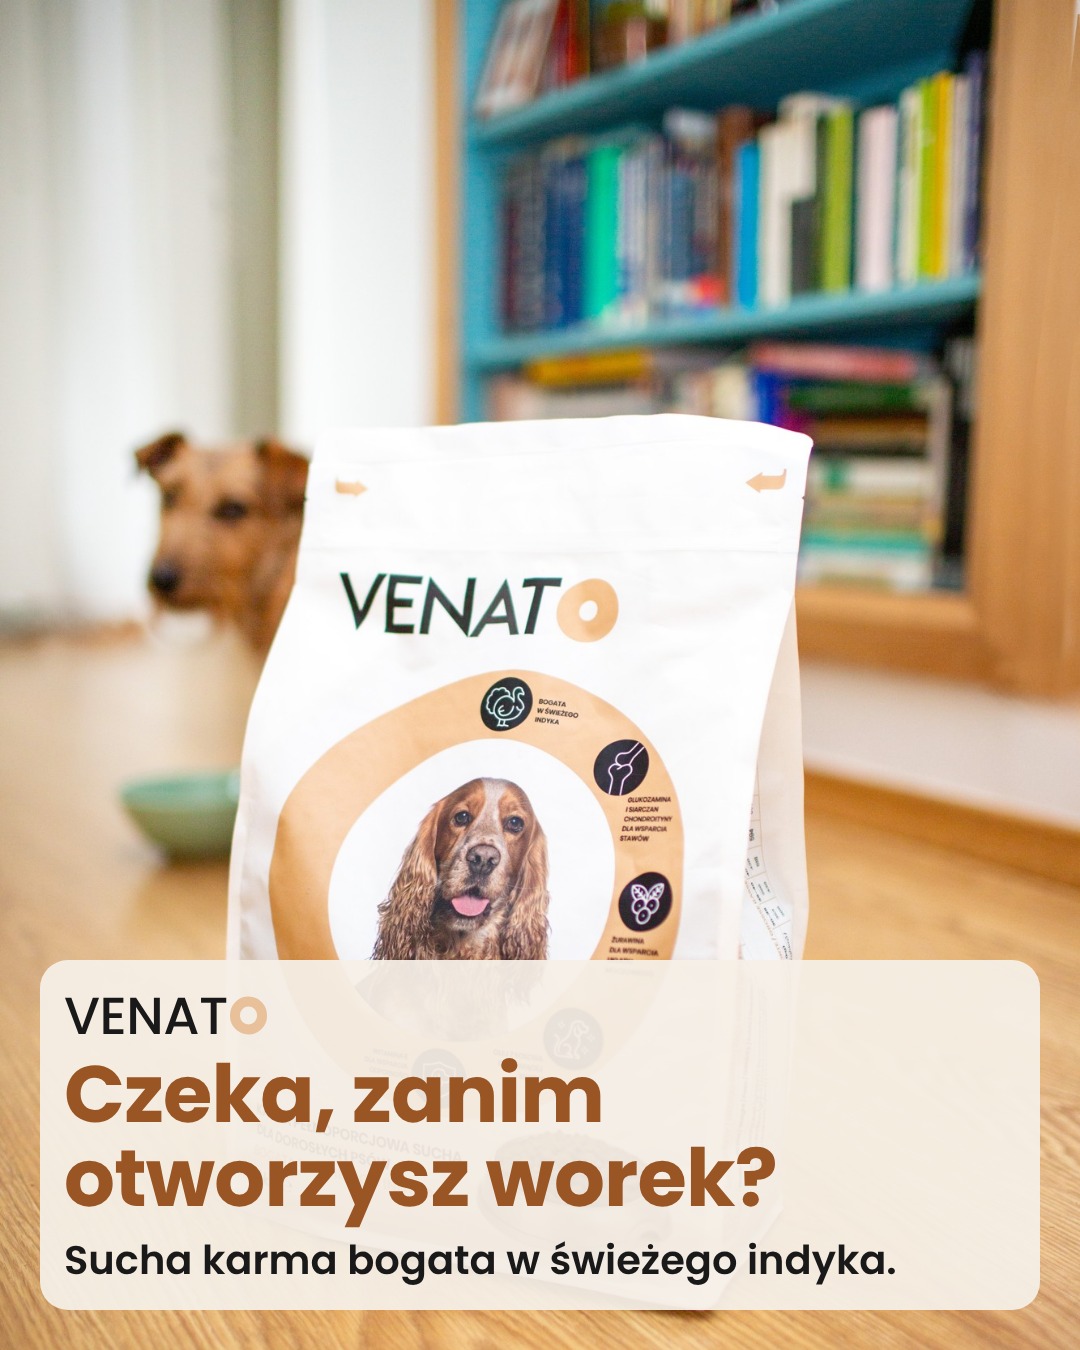 VENATO
BOGATA
W ŚWIEŻEGO
INDYKA
GLUKOZAMINA
I SIARCZAN
CHONDROITYNY
DLA WSPARCIA
STAWÓW
ŻURAWINA
DLA WSPARCIA
VENATO
Czeka, zanim
otworzysz worek?
Sucha karma bogata w świeżego indyka.